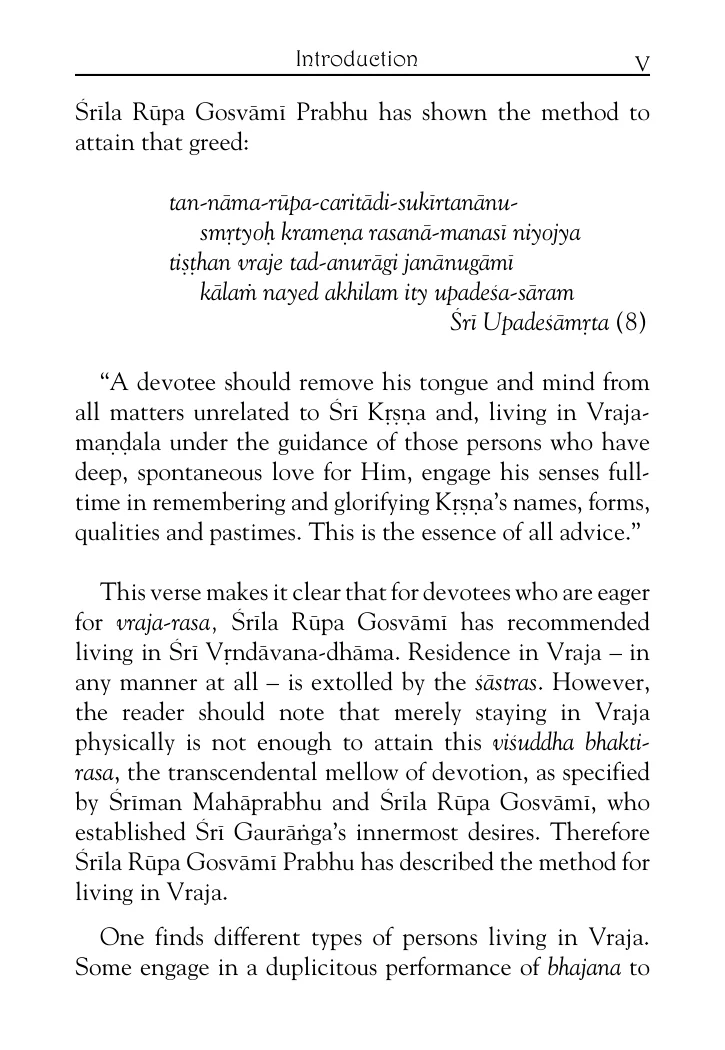 Introduction
V
Śrīla Rūpa Gosvāmī Prabhu has shown the method to
attain that greed:
tan-nāma-rūpa-caritādi-sukīrtanānu-
smṛtyoḥ krameṇa rasanā-manasī niyojya
tiṣṭhan vraje tad-anurāgi janānugāmī
kālaṁ nayed akhilam ity upadeśa-sāram
Śrī Upadeśāmṛta (8)
“A devotee should remove his tongue and mind from
all matters unrelated to Śrī Kṛṣṇa and, living in Vraja-
maṇḍala under the guidance of those persons who have
deep, spontaneous love for Him, engage his senses full-
time in remembering and glorifying Kṛṣṇa’s names, forms,
qualities and pastimes. This is the essence of all advice.”
This verse makes it clear that for devotees who are eager
for vraja-rasa, Śrīla Rūpa Gosvāmī has recommended
living in Śrī Vṛndāvana-dhāma. Residence in Vraja – in
any manner at all – is extolled by the śāstras. However,
the reader should note that merely staying in Vraja
physically is not enough to attain this viśuddha bhakti-
rasa, the transcendental mellow of devotion, as specified
by Śrīman Mahāprabhu and Śrīla Rūpa Gosvāmī, who
established Śrī Gaurāṅga’s innermost desires. Therefore
Śrīla Rūpa Gosvāmī Prabhu has described the method for
living in Vraja.
One finds different types of persons living in Vraja.
Some engage in a duplicitous performance of bhajana to